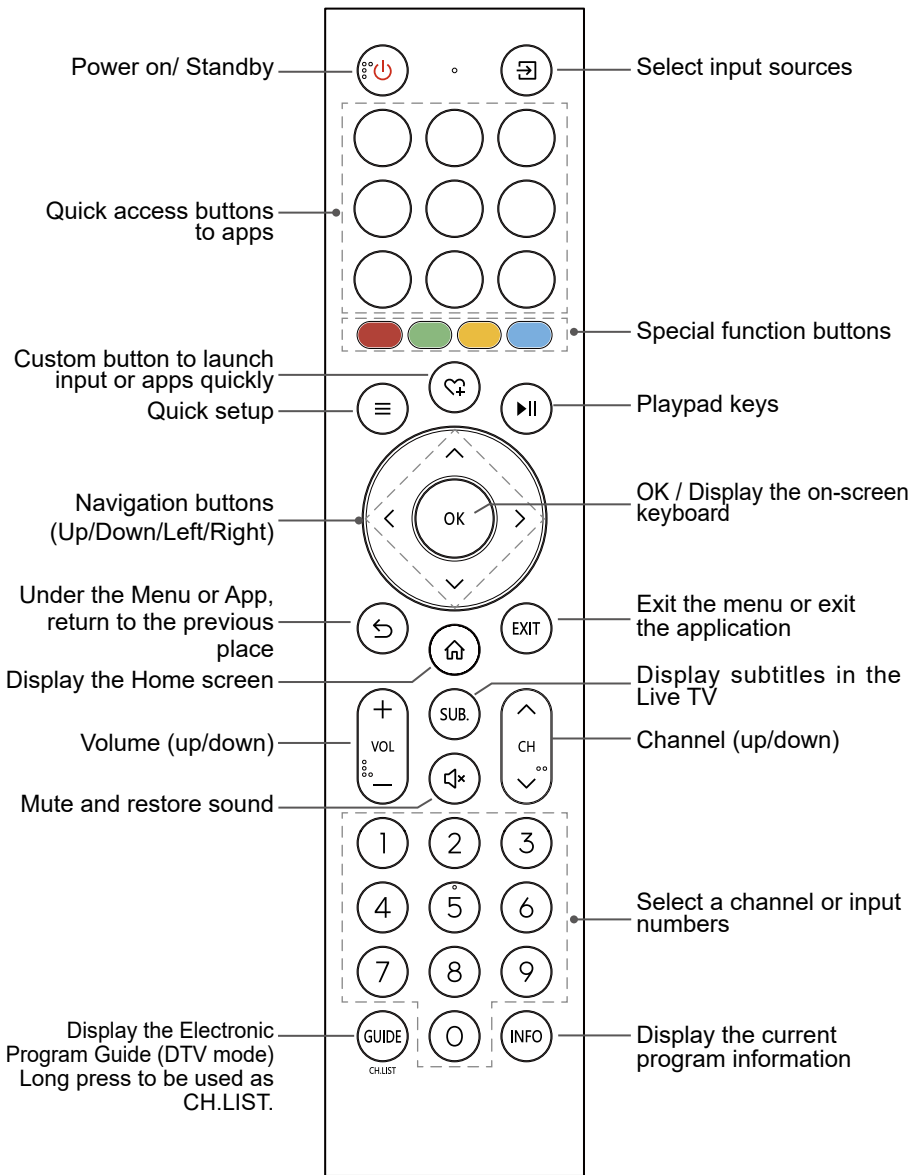 Power on/ Standby
Select input sources
Quick access buttons
to apps
Special function buttons
Custom button to launch
input or apps quickly
Quick setup
Playpad keys
Navigation buttons
(Up/Down/Left/Right)
OK
OK / Display the on-screen
keyboard
Under the Menu or App,
return to the previous
place
EXIT
Exit the menu or exit
the application
Display the Home screen
SUB.
Display subtitles in the
Live TV
Volume (up/down)
+
VOL
—
CH
Channel (up/down)
Mute and restore sound
1 2 3
4 5 6
7 8 9
Select a channel or input
numbers
Display the Electronic
Program Guide (DTV mode)
Long press to be used as
CH.LIST.
GUIDE
CH.LIST
0
INFO
Display the current
program information